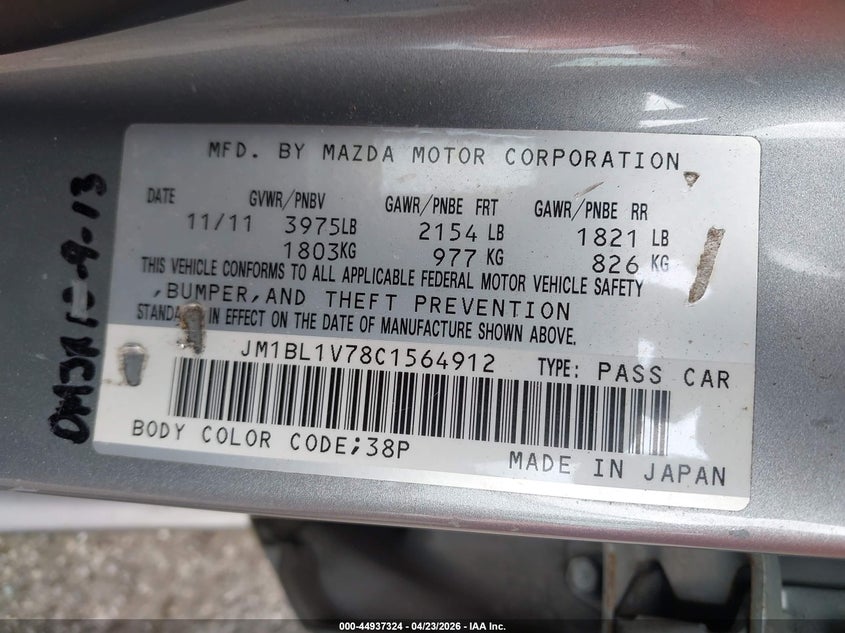 MFD. BY MAZDA MOTOR CORPORATION
DATE GVWR/PNBV GAWR/PNBE FRT GAWR/PNBE RR
11/11 3975LB 2154 LB 1821 LB
1803KG 977 KG 826 KG
THIS VEHICLE CONFORMS TO ALL APPLICABLE FEDERAL MOTOR VEHICLE SAFETY
,BUMPER,AND THEFT PREVENTION
IN EFFECT ON THE DATE OF MANUFACTURE SHOWN ABOVE.
JM1BL1V78C1564912 TYPE: PASS CAR
BODY COLOR CODE;38P
MADE IN JAPAN
000-44937324 | 04/23/2026 | IAA Inc.